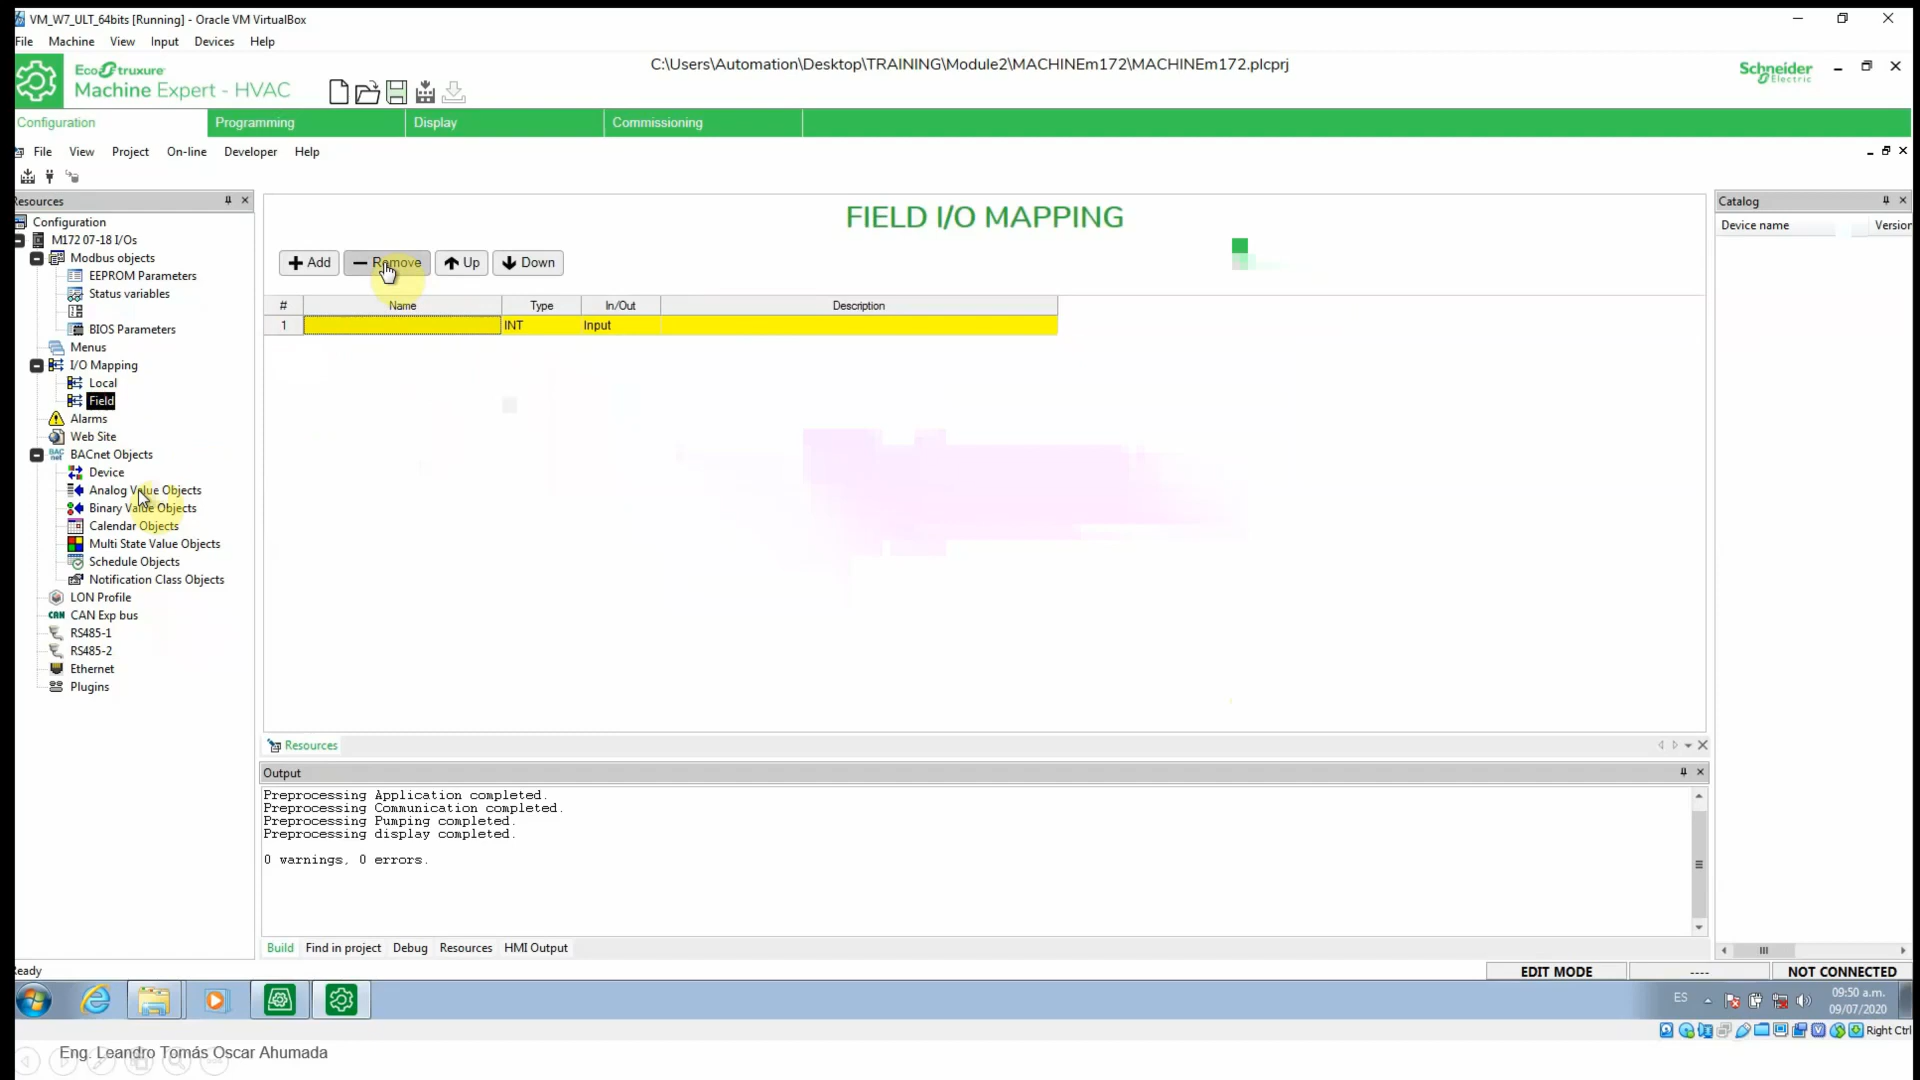 VM_W7_ULT_64bits [Running] - Oracle VM VirtualBox
File Machine View Input Devices Help
EcoStruxure
Machine Expert - HVAC
C:\Users\Automation\Desktop\TRAINING\Module2\MACHINEm172\MACHINEm172.plcprj
Schneider
Electric
Configuration Programming Display Commissioning
File View Project On-line Developer Help
esources
Configuration
M172 07-18 I/Os
Modbus objects
EEPROM Parameters
Status variables
BIOS Parameters
Menus
I/O Mapping
Local
Field
Alarms
Web Site
BACnet Objects
Device
Analog Value Objects
Binary Value Objects
Calendar Objects
Multi State Value Objects
Schedule Objects
Notification Class Objects
LON Profile
CAN CAN Exp bus
RS485-1
RS485-2
Ethernet
Plugins
FIELD I/O MAPPING
Add Remove Up Down
# Name Type In/Out Description
1 INT Input
Catalog
Device name Version
Resources
Output
Preprocessing Application completed.
Preprocessing Communication completed.
Preprocessing Pumping completed.
Preprocessing display completed.
0 warnings, 0 errors.
Build Find in project Debug Resources HMI Output
eady
EDIT MODE ---- NOT CONNECTED
ES
09:50 a.m.
09/07/2020
Right Ctrl
Eng. Leandro Tomás Oscar Ahumada